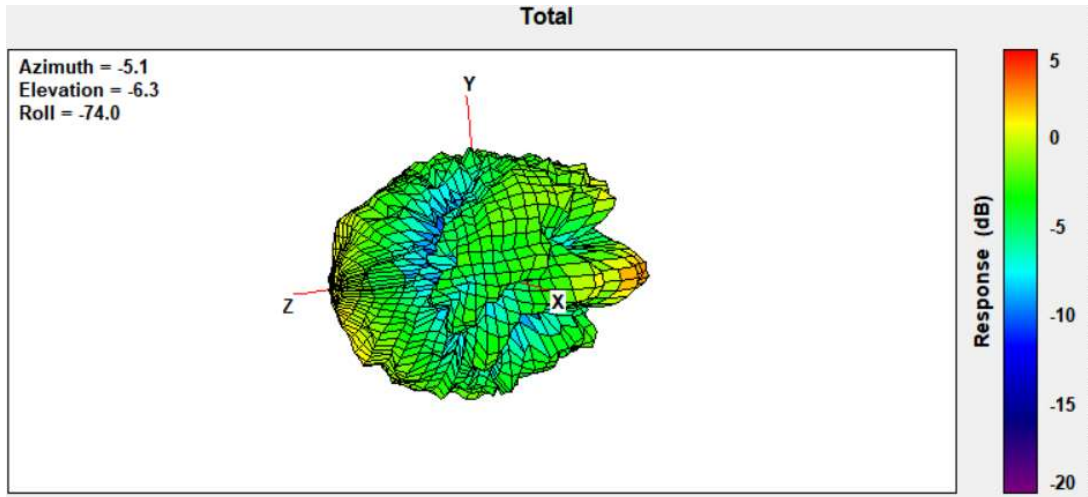 Total
Azimuth = -5.1
Elevation = -6.3
Roll = -74.0
Y
Z
X
5
0
-5
-10
-15
-20
Response (dB)